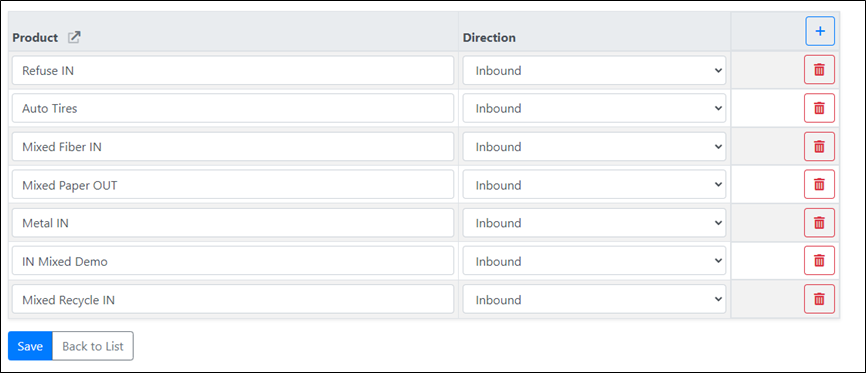 Product Direction +
Refuse IN Inbound
Auto Tires Inbound
Mixed Fiber IN Inbound
Mixed Paper OUT Inbound
Metal IN Inbound
IN Mixed Demo Inbound
Mixed Recycle IN Inbound
Save Back to List